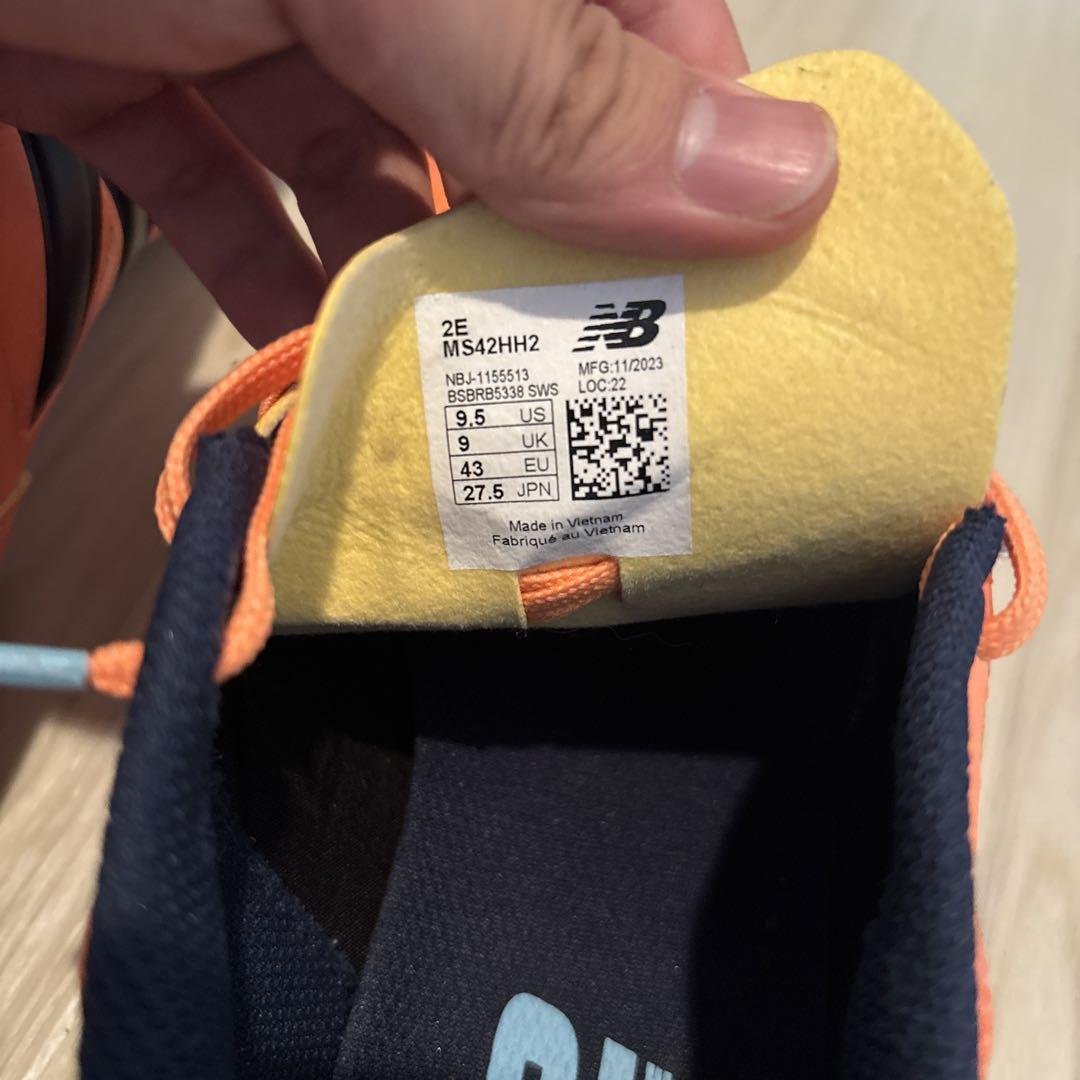 2E
MS42HH2
NB
NBJ-1155513
BSBRB5338 SWS
MFG:11/2023
LOC:22
9.5 US
9 UK
43 EU
27.5 JPN
Made in Vietnam
Fabriqué au Vietnam